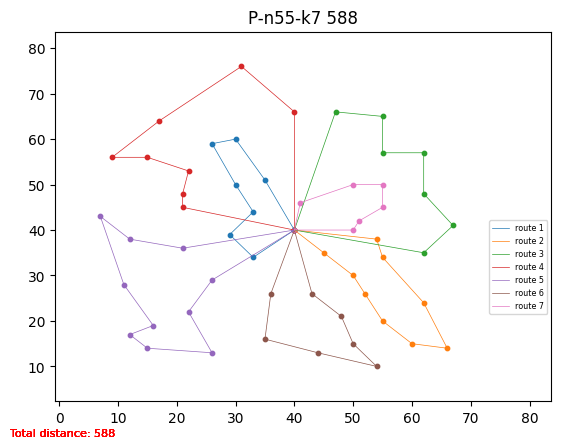 P-n55-k7 588
80
70
60
50
40
30
20
10
0 10 20 30 40 50 60 70 80
route 1
route 2
route 3
route 4
route 5
route 6
route 7
Total distance: 588